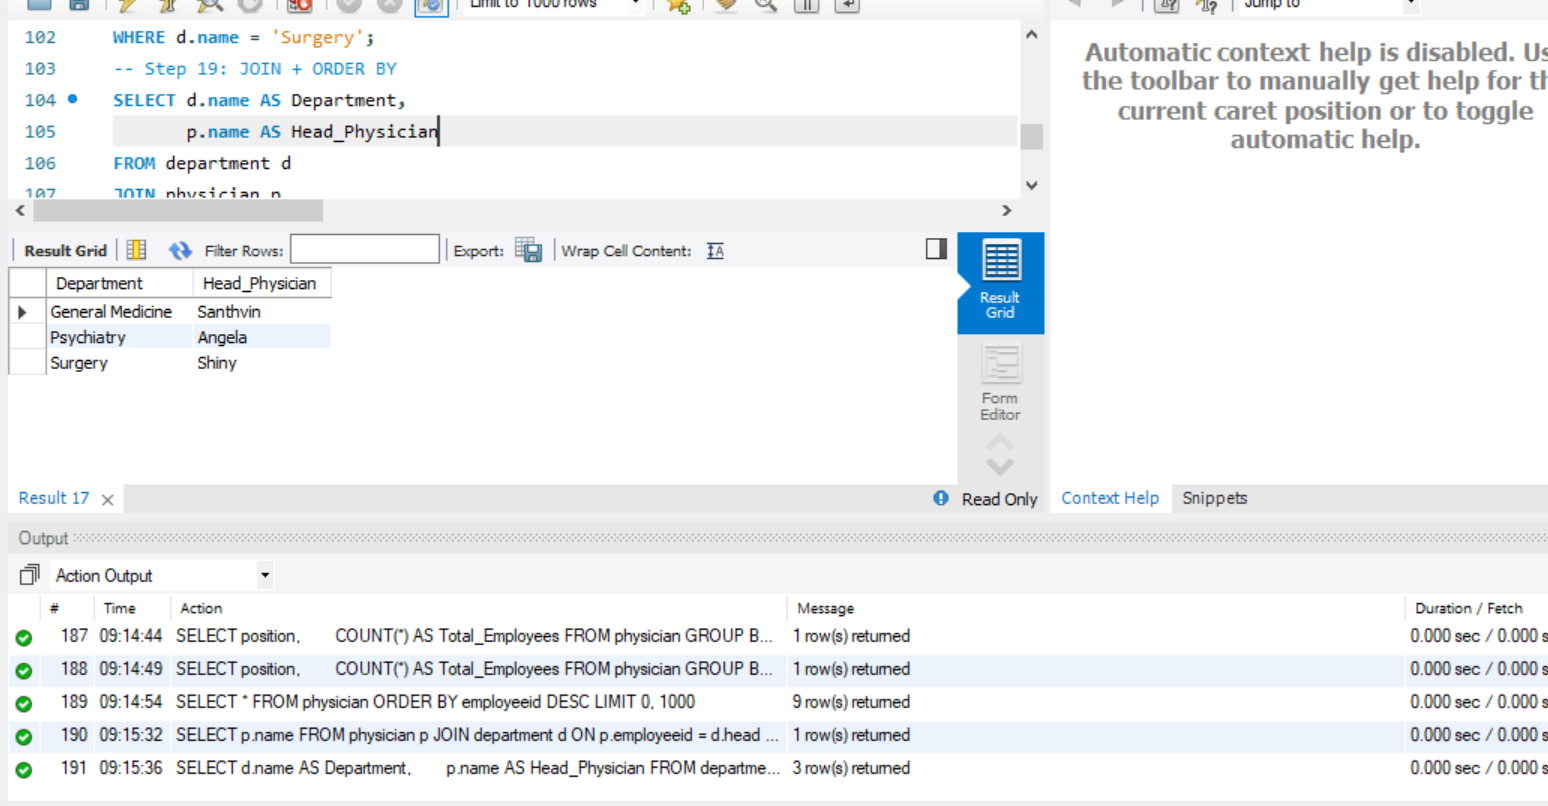 Limit to 1000 rows
Jump to
102 WHERE d.name = 'Surgery';
103 -- Step 19: JOIN + ORDER BY
104 SELECT d.name AS Department,
105 p.name AS Head_Physician
106 FROM department d
107 JOIN physician p
Automatic context help is disabled. Us
the toolbar to manually get help for th
current caret position or to toggle
automatic help.
Result Grid Filter Rows: Export: Wrap Cell Content:
Department Head_Physician
General Medicine Santhvin
Psychiatry Angela
Surgery Shiny
Result
Grid
Form
Editor
Result 17
Read Only
Context Help Snippets
Output
Action Output
# Time Action Message Duration / Fetch
187 09:14:44 SELECT position, COUNT(*) AS Total_Employees FROM physician GROUP B... 1 row(s) returned 0.000 sec / 0.000 s
188 09:14:49 SELECT position, COUNT(*) AS Total_Employees FROM physician GROUP B... 1 row(s) returned 0.000 sec / 0.000 s
189 09:14:54 SELECT * FROM physician ORDER BY employeeid DESC LIMIT 0, 1000 9 row(s) returned 0.000 sec / 0.000 s
190 09:15:32 SELECT p.name FROM physician p JOIN department d ON p.employeeid = d.head ... 1 row(s) returned 0.000 sec / 0.000 s
191 09:15:36 SELECT d.name AS Department, p.name AS Head_Physician FROM departme... 3 row(s) returned 0.000 sec / 0.000 s